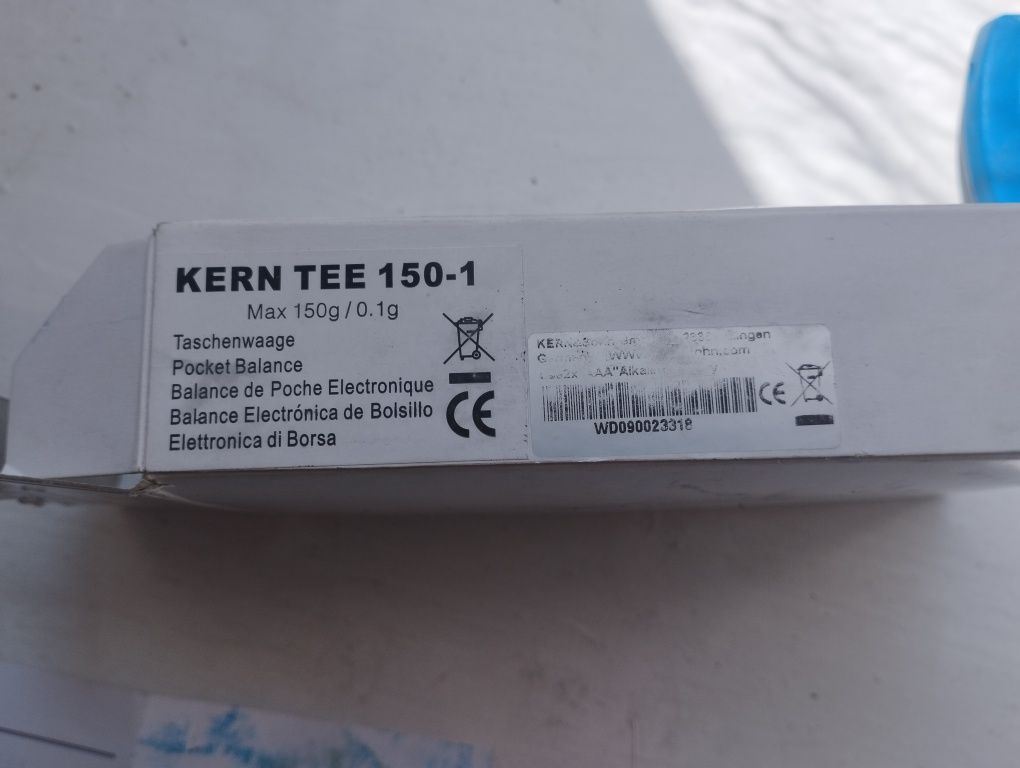 KERN TEE 150-1
Max 150g / 0.1g
Taschenwaage
Pocket Balance
Balance de Poche Electronique
Balance Electrónica de Bolsillo
Elettronica di Borsa
CE
KERN
CE
WD090023318